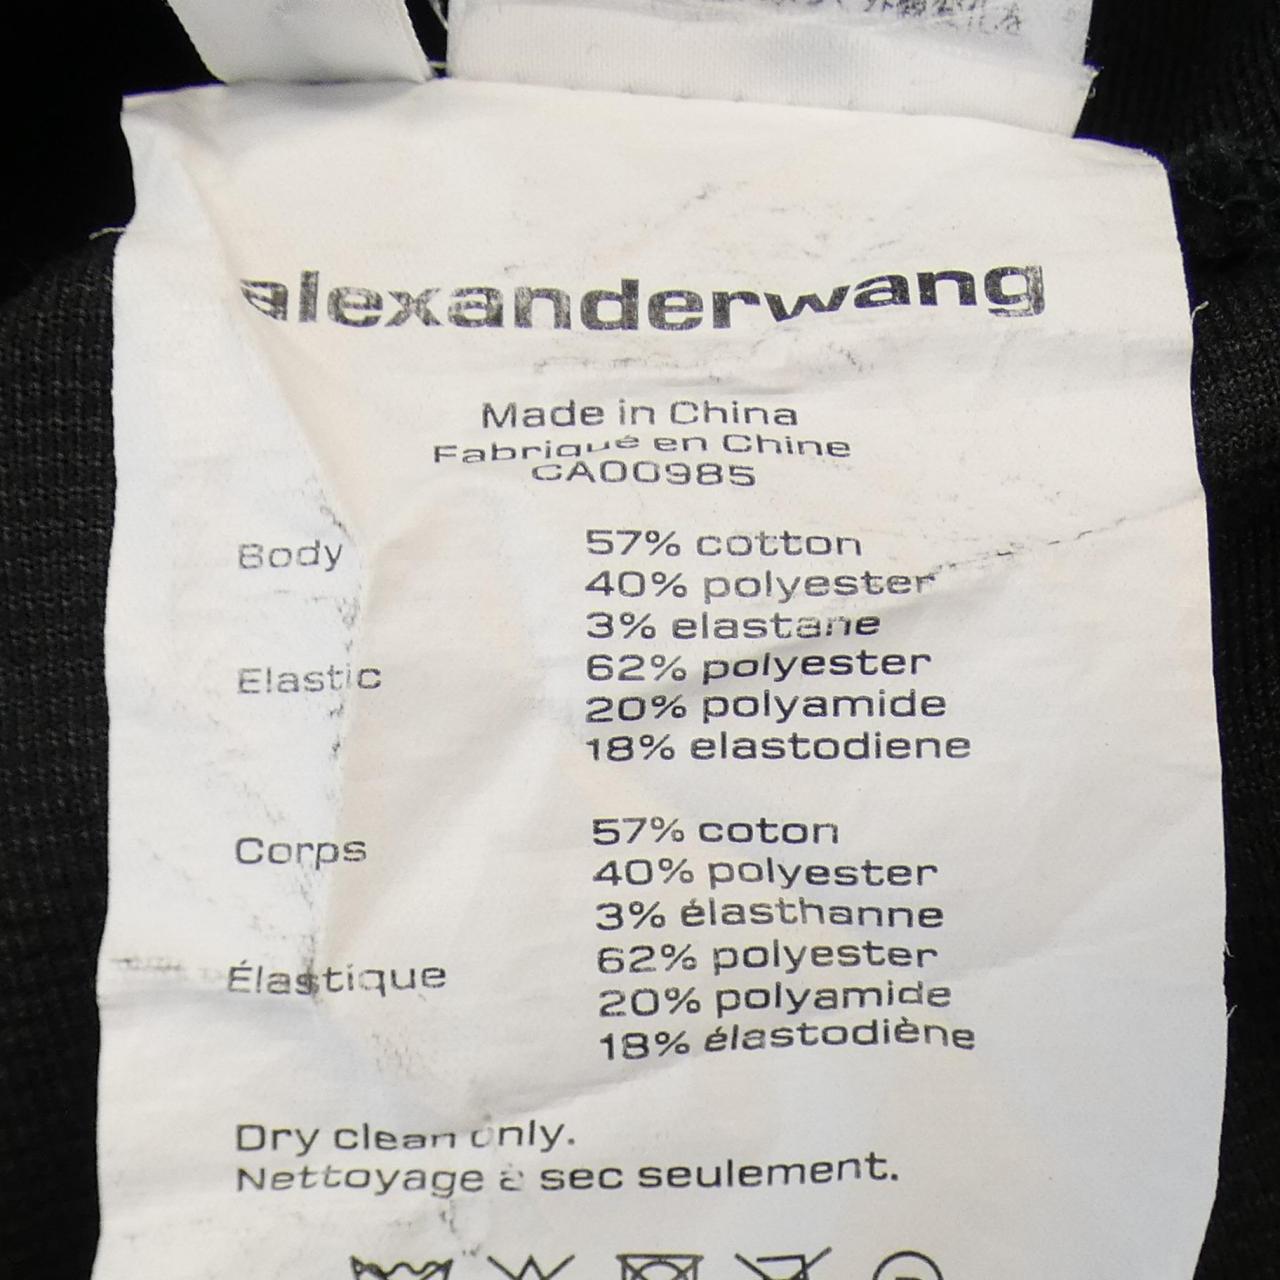 alexanderwang
Made in China
Fabriqué en Chine
CA00985
Body 57% cotton
40% polyester
3% elastane
Elastic 62% polyester
20% polyamide
18% elastodiene
Corps 57% coton
40% polyester
3% élasthanne
Élastique 62% polyester
20% polyamide
18% élastodiène
Dry clean only.
Nettoyage à sec seulement.